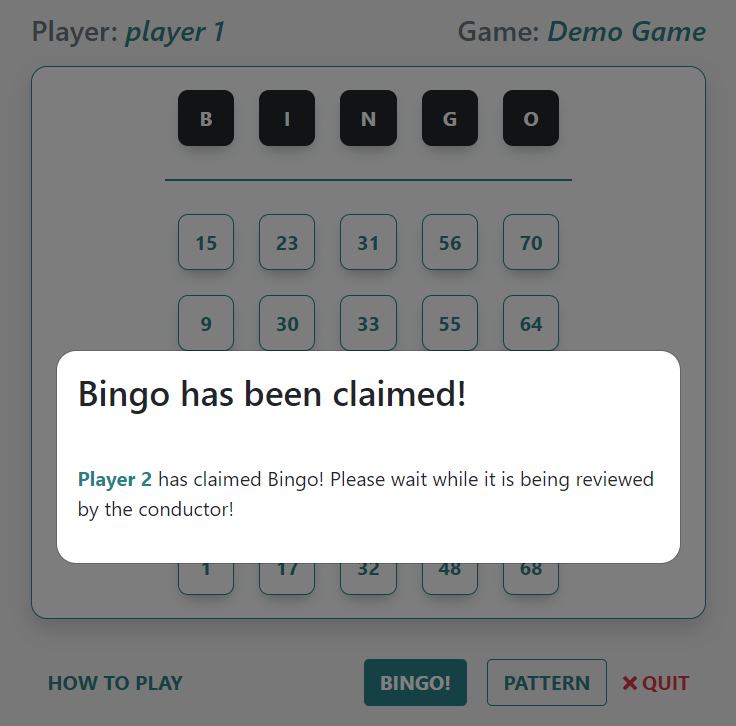 Player: player 1 Game: Demo Game
B I N G O
15 23 31 56 70
9 30 33 55 64
Bingo has been claimed!
Player 2 has claimed Bingo! Please wait while it is being reviewed
by the conductor!
1 17 32 48 68
HOW TO PLAY BINGO! PATTERN QUIT